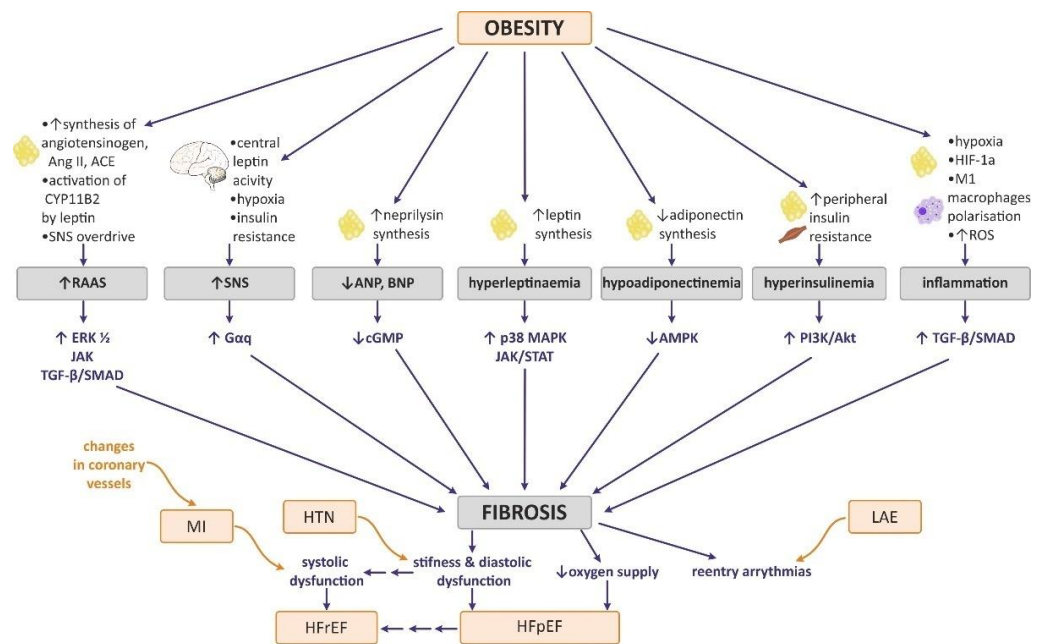 OBESITY
•↑synthesis of
angiotensinogen,
Ang II, ACE
•activation of
CYP11B2
by leptin
•SNS overdrive
•central
leptin
acivity
•hypoxia
•insulin
resistance
↑neprilysin
synthesis
↑leptin
synthesis
↓adiponectin
synthesis
↑peripheral
insulin
resistance
•hypoxia
•HIF-1a
•M1
macrophages
polarisation
•↑ROS
↑RAAS
↑SNS
↓ANP, BNP
hyperleptinaemia
hypoadiponectinemia
hyperinsulinemia
inflammation
↑ ERK ½
JAK
TGF-β/SMAD
↑ Gαq
↓cGMP
↑ p38 MAPK
JAK/STAT
↓AMPK
↑ PI3K/Akt
↑ TGF-β/SMAD
changes
in coronary
vessels
MI
HTN
FIBROSIS
LAE
systolic
dysfunction
stifness & diastolic
dysfunction
↓oxygen supply
reentry arrythmias
HFrEF
HFpEF